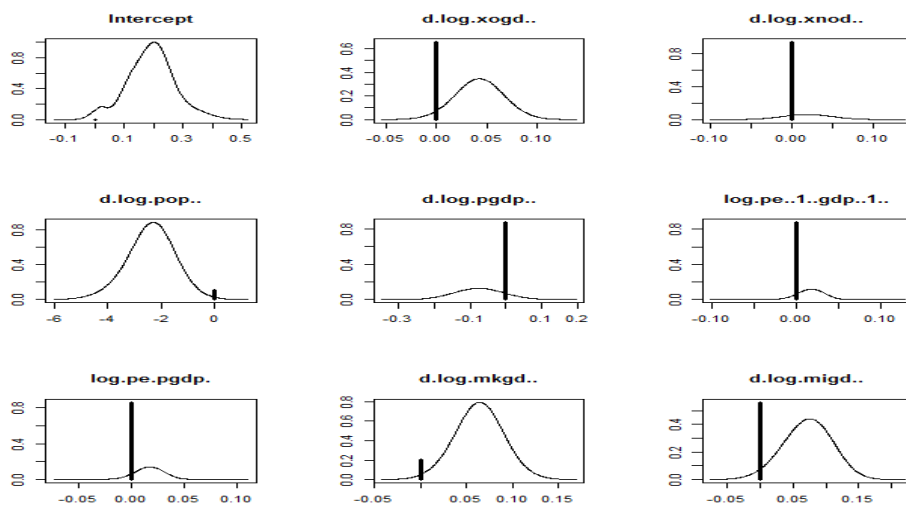 Intercept d.log.xogd.. d.log.xnod..
0.0 0.4 0.8
0.2 0.4 0.6
0.0 0.4 0.8
-0.1 0.1 0.3 0.5
-0.05 0.00 0.05 0.10
-0.10 -0.05 0.00 0.05 0.10
d.log.pop.. d.log.pgdp.. log.pe..1..gdp..1..
0.0 0.4 0.8
0.0 0.4 0.8
0.0 0.4 0.8
-6 -4 -2 0
-0.3 -0.1 0.1 0.2
-0.10 0.00 0.05 0.10
log.pe.pgdp. d.log.mkgd.. d.log.migd..
0.0 0.4 0.8
0.0 0.2 0.4 0.6 0.8
0.0 0.2 0.4
-0.05 0.00 0.05 0.10
-0.05 0.00 0.05 0.10 0.15
-0.05 0.05 0.15